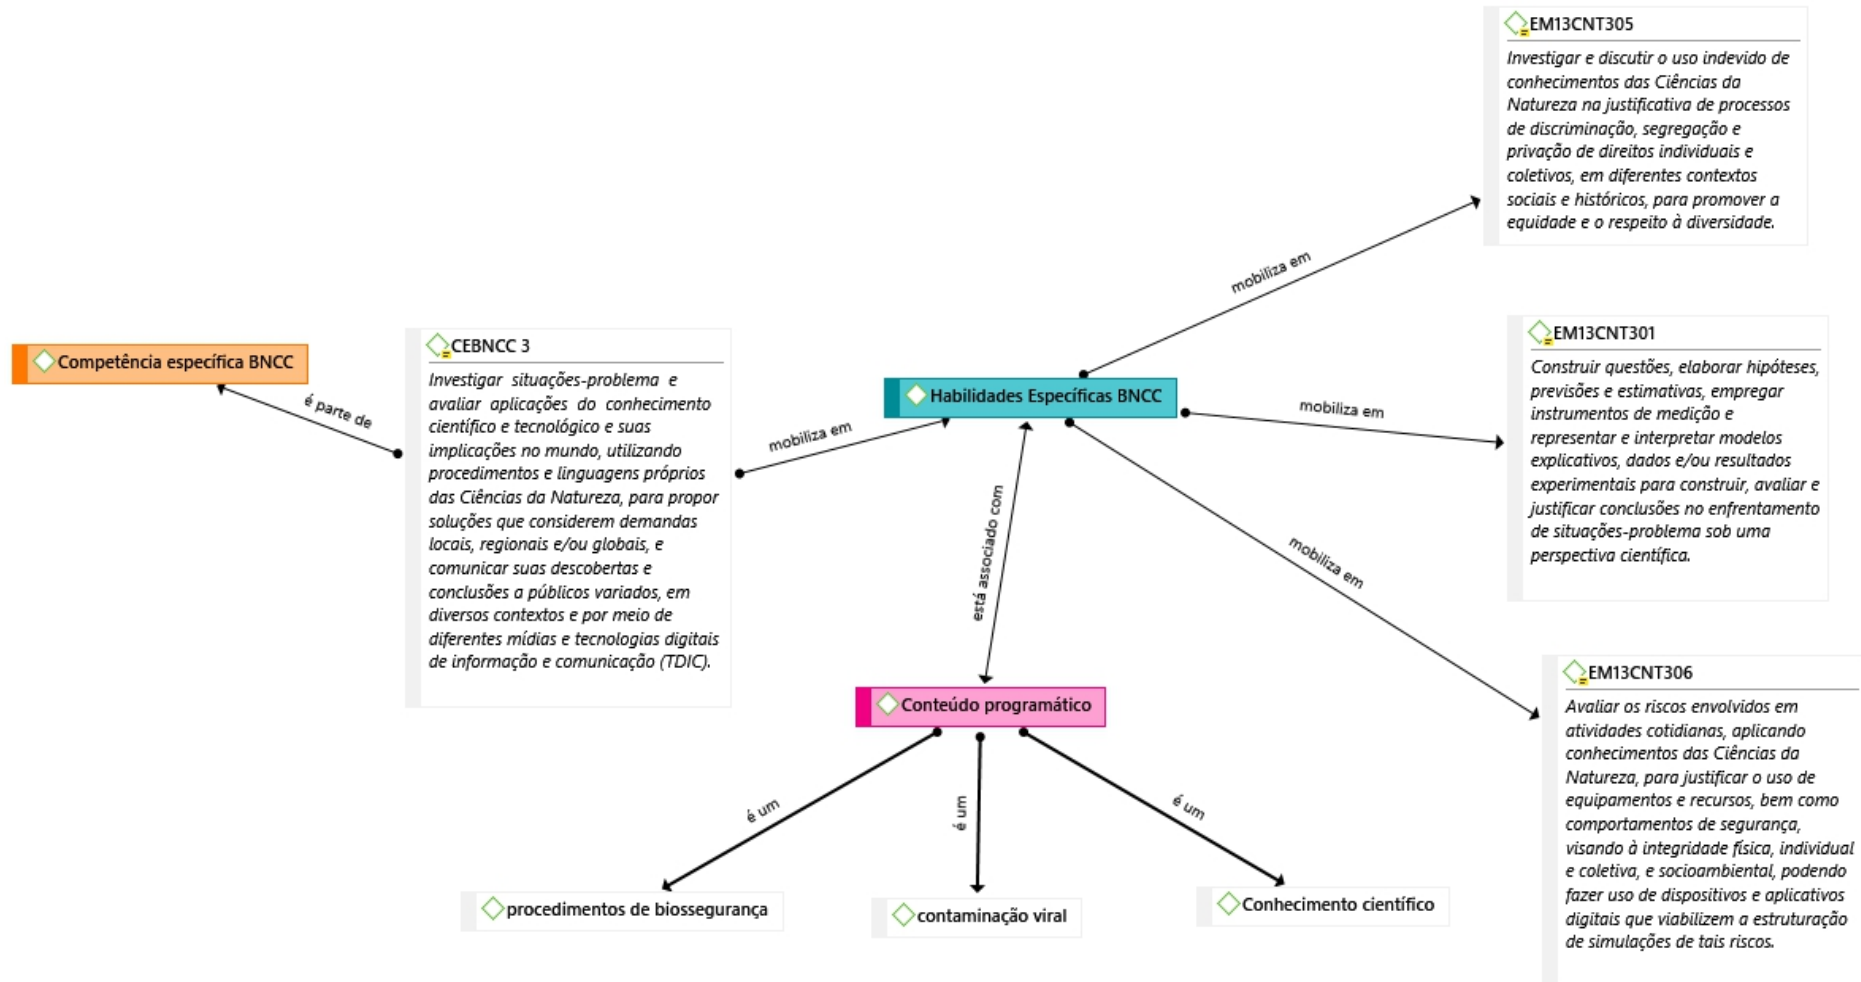 EM13CNT305
Investigar e discutir o uso indevido de
conhecimentos das Ciências da
Natureza na justificativa de processos
de discriminação, segregação e
privação de direitos individuais e
coletivos, em diferentes contextos
sociais e históricos, para promover a
equidade e o respeito à diversidade.
mobiliza em
Competência específica BNCC
é parte de
CEBNCC 3
Investigar situações-problema e
avaliar aplicações do conhecimento
científico e tecnológico e suas
implicações no mundo, utilizando
procedimentos e linguagens próprios
das Ciências da Natureza, para propor
soluções que considerem demandas
locais, regionais e/ou globais, e
comunicar suas descobertas e
conclusões a públicos variados, em
diversos contextos e por meio de
diferentes mídias e tecnologias digitais
de informação e comunicação (TDIC).
mobiliza em
Habilidades Específicas BNCC
mobiliza em
EM13CNT301
Construir questões, elaborar hipóteses,
previsões e estimativas, empregar
instrumentos de medição e
representar e interpretar modelos
explicativos, dados e/ou resultados
experimentais para construir, avaliar e
justificar conclusões no enfrentamento
de situações-problema sob uma
perspectiva científica.
está associado com
mobiliza em
EM13CNT306
Avaliar os riscos envolvidos em
atividades cotidianas, aplicando
conhecimentos das Ciências da
Natureza, para justificar o uso de
equipamentos e recursos, bem como
comportamentos de segurança,
visando à integridade física, individual
e coletiva, e socioambiental, podendo
fazer uso de dispositivos e aplicativos
digitais que viabilizem a estruturação
de simulações de tais riscos.
Conteúdo programático
é um
é um
é um
procedimentos de biossegurança
contaminação viral
Conhecimento científico